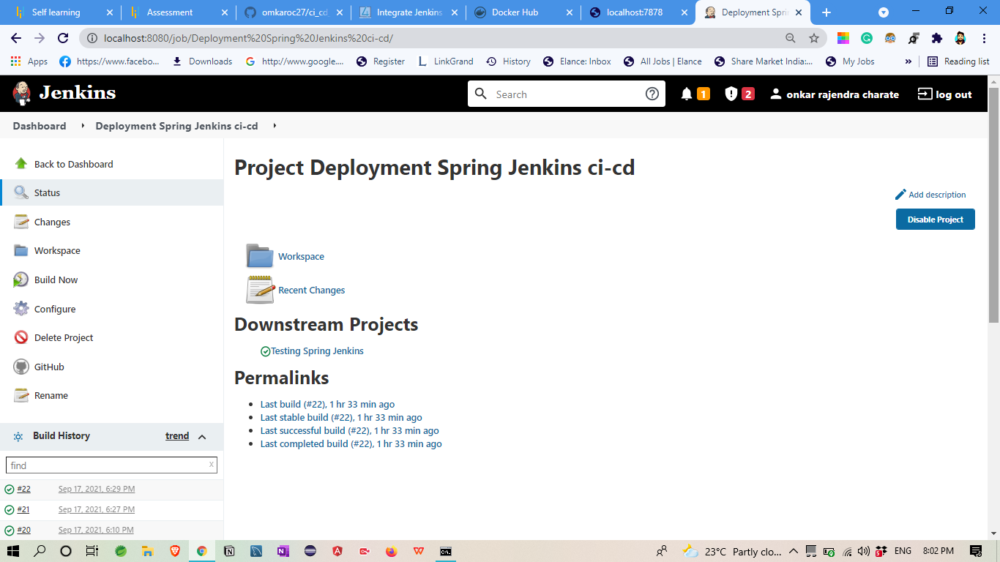 Self learning
Assessment
omkaroc27/ci_cd
Integrate Jenkins
Docker Hub
localhost:7878
Deployment Spri
localhost:8080/job/Deployment%20Spring%20Jenkins%20ci-cd/
Apps
https://www.facebo...
Downloads
http://www.google....
Register
LinkGrand
History
Elance: Inbox
All Jobs | Elance
Share Market India:...
My Jobs
»
Reading list
Jenkins
Search
1
2
onkar rajendra charate
log out
Dashboard
Deployment Spring Jenkins ci-cd
Back to Dashboard
Status
Changes
Workspace
Build Now
Configure
Delete Project
GitHub
Rename
Build History
trend
find
x
#22 Sep 17, 2021, 6:29 PM
#21 Sep 17, 2021, 6:27 PM
#20 Sep 17, 2021, 6:10 PM
Project Deployment Spring Jenkins ci-cd
Add description
Disable Project
Workspace
Recent Changes
Downstream Projects
Testing Spring Jenkins
Permalinks
Last build (#22), 1 hr 33 min ago
Last stable build (#22), 1 hr 33 min ago
Last successful build (#22), 1 hr 33 min ago
Last completed build (#22), 1 hr 33 min ago
23°C Partly clo...
ENG
8:02 PM